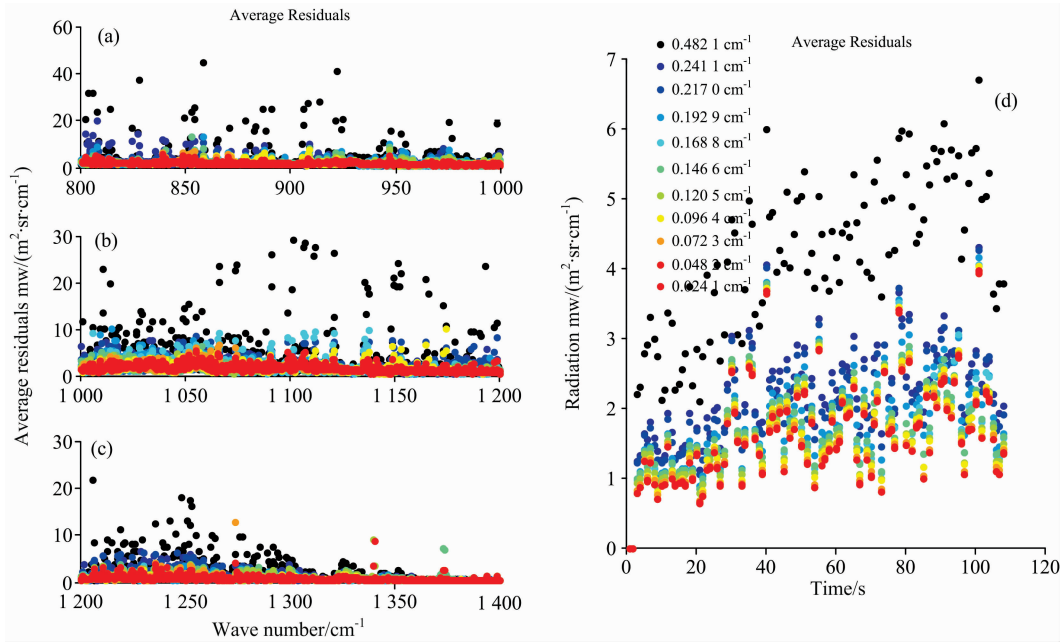 Average Residuals
(a)
60
40
20
0
800
850
900
950
1 000
(b)
30
20
10
0
1 000
1 050
1 100
1 150
1 200
(c)
30
20
10
0
1 200
1 250
1 300
1 350
1 400
Average residuals mw/(m²·sr·cm⁻¹)
Wave number/cm⁻¹
Average Residuals
(d)
0.482 1 cm⁻¹
0.241 1 cm⁻¹
0.217 0 cm⁻¹
0.192 9 cm⁻¹
0.168 8 cm⁻¹
0.146 6 cm⁻¹
0.120 5 cm⁻¹
0.096 4 cm⁻¹
0.072 3 cm⁻¹
0.048 2 cm⁻¹
0.024 1 cm⁻¹
7
6
5
4
3
2
1
0
0
20
40
60
80
100
120
Radiation mw/(m²·sr·cm⁻¹)
Time/s